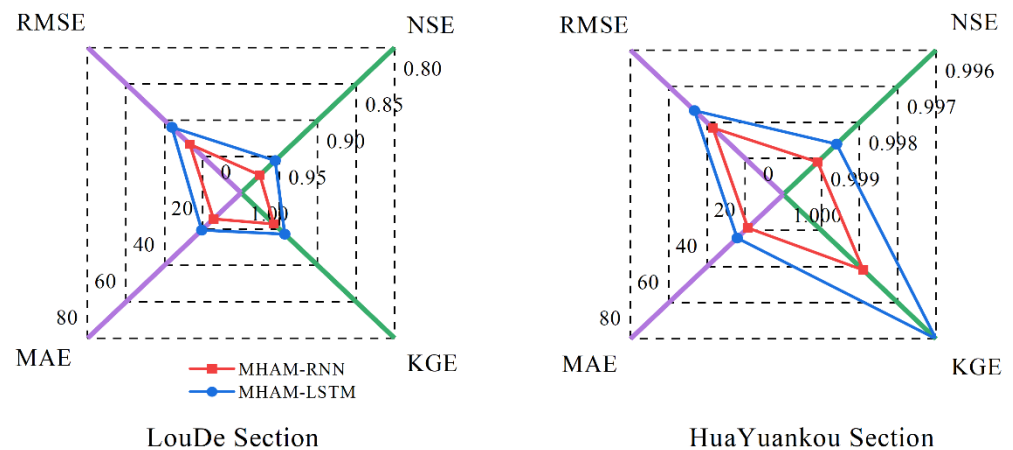 RMSE
NSE
0.80
0.85
0.90
0.95
1.00
0
20
40
60
80
MAE
KGE
MHAM-RNN
MHAM-LSTM
LouDe Section
RMSE
NSE
0.996
0.997
0.998
0.999
1.000
0
20
40
60
80
MAE
KGE
HuaYuankou Section